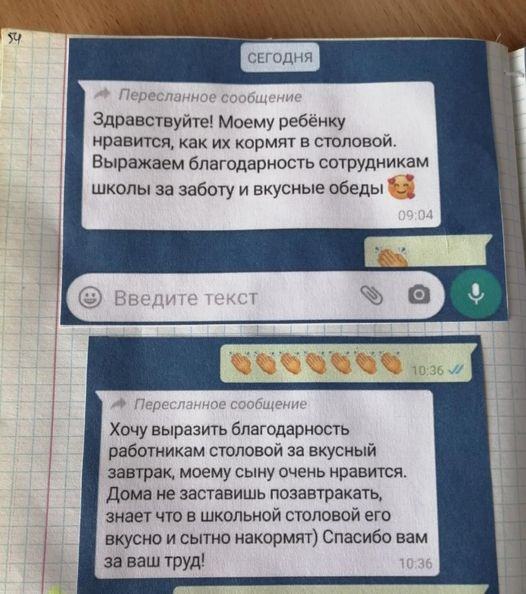 54
СЕГОДНЯ
Пересланное сообщение
Здравствуйте! Моему ребёнку
нравится, как их кормят в столовой.
Выражаем благодарность сотрудникам
школы за заботу и вкусные обеды
09:04
Введите текст
10:36
Пересланное сообщение
Хочу выразить благодарность
работникам столовой за вкусный
завтрак, моему сыну очень нравится.
Дома не заставишь позавтракать,
знает что в школьной столовой его
вкусно и сытно накормят) Спасибо вам
за ваш труд!
10:36